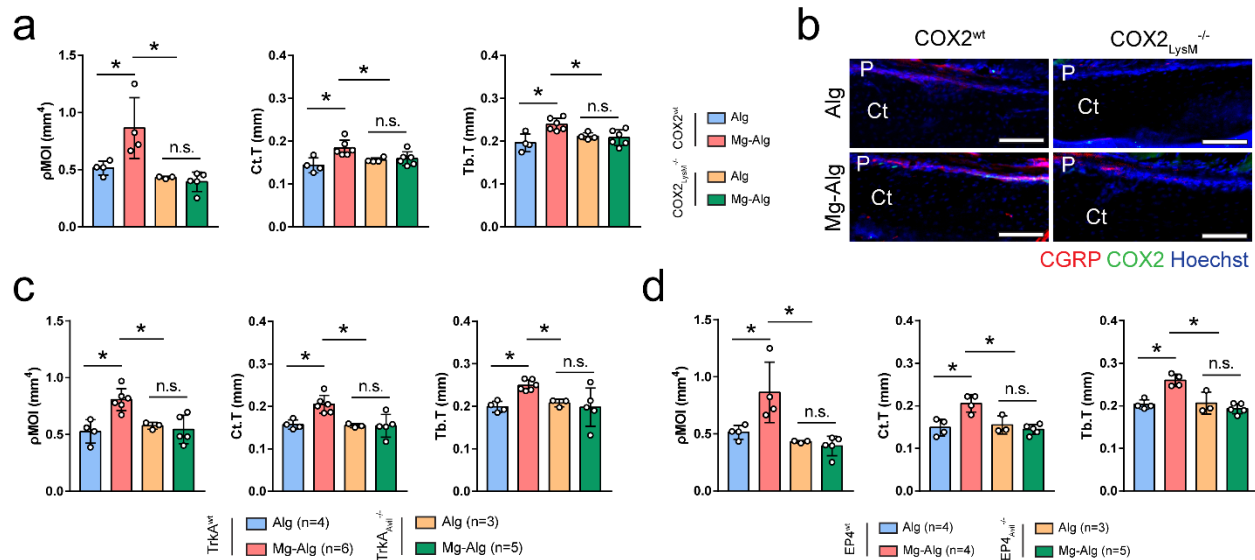 a
ρMOI (mm⁴)
1.5
1.0
0.5
0.0
*
*
n.s.
Ct.T (mm)
0.4
0.3
0.2
0.1
0.0
*
*
n.s.
Tb.T (mm)
0.4
0.3
0.2
0.1
0.0
*
*
n.s.
COX2ʷᵗ
Alg
Mg-Alg
COX2LysM⁻/⁻
Alg
Mg-Alg
b
COX2ʷᵗ
COX2LysM⁻/⁻
Alg
P
Ct
P
Ct
Mg-Alg
P
Ct
P
Ct
CGRP COX2 Hoechst
c
ρMOI (mm⁴)
1.5
1.0
0.5
0.0
*
*
n.s.
Ct.T (mm)
0.4
0.3
0.2
0.1
0.0
*
*
n.s.
Tb.T (mm)
0.4
0.3
0.2
0.1
0.0
*
*
n.s.
TrkAʷᵗ
Alg (n=4)
Mg-Alg (n=6)
TrkAAvil⁻/⁻
Alg (n=3)
Mg-Alg (n=5)
d
ρMOI (mm⁴)
1.5
1.0
0.5
0.0
*
*
n.s.
Ct.T (mm)
0.4
0.3
0.2
0.1
0.0
*
*
n.s.
Tb.T (mm)
0.4
0.3
0.2
0.1
0.0
*
*
n.s.
EP4ʷᵗ
Alg (n=4)
Mg-Alg (n=4)
EP4Avil⁻/⁻
Alg (n=3)
Mg-Alg (n=5)